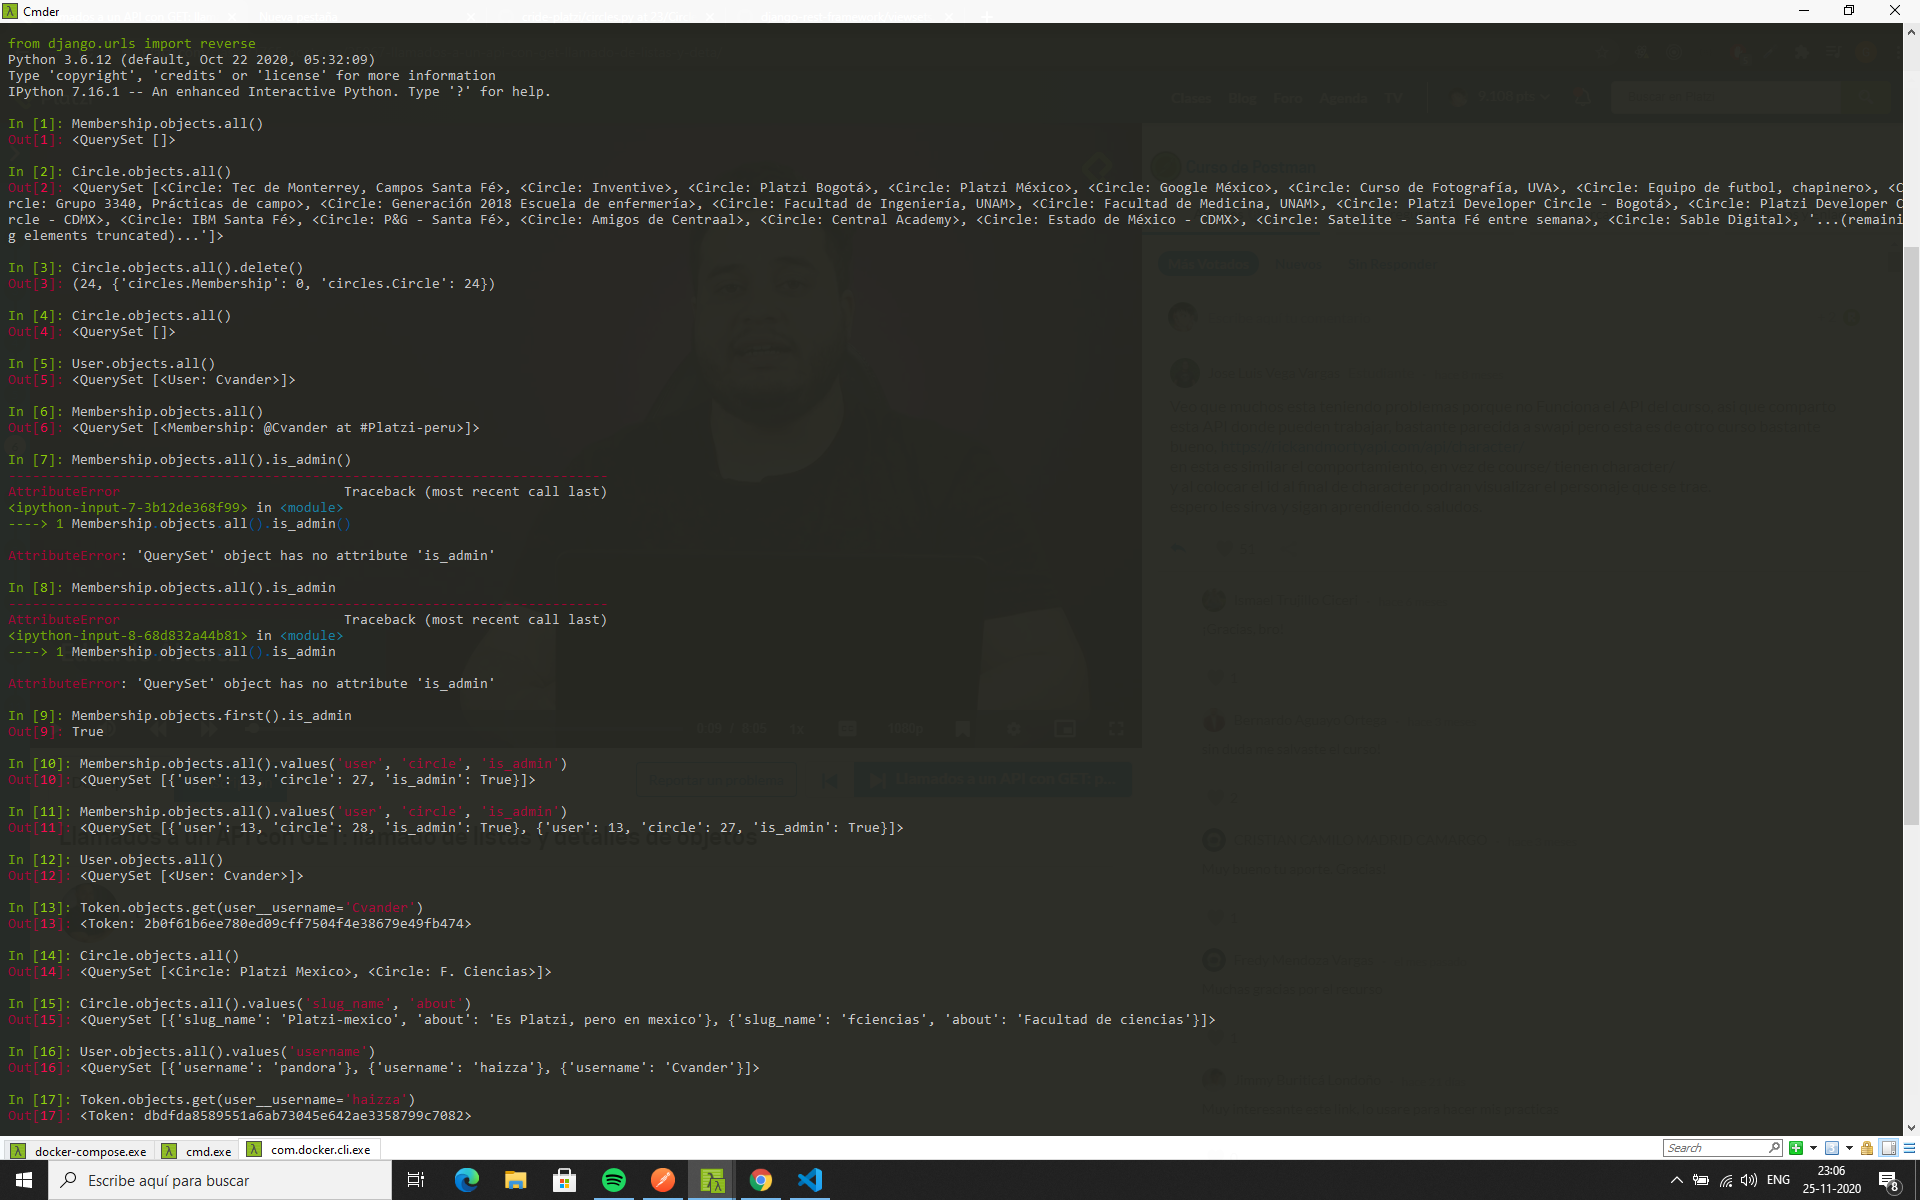 Cmder
from django.urls import reverse
Python 3.6.12 (default, Oct 22 2020, 05:32:09)
Type 'copyright', 'credits' or 'license' for more information
IPython 7.16.1 -- An enhanced Interactive Python. Type '?' for help.
In [1]: Membership.objects.all()
Out[1]: <QuerySet []>
In [2]: Circle.objects.all()
Out[2]: <QuerySet [<Circle: Tec de Monterrey, Campos Santa Fé>, <Circle: Inventive>, <Circle: Platzi Bogotá>, <Circle: Platzi México>, <Circle: Google México>, <Circle: Curso de Fotografía, UVA>, <Circle: Equipo de futbol, chapinero>, <C
rcle: Grupo 3340, Prácticas de campo>, <Circle: Generación 2018 Escuela de enfermería>, <Circle: Facultad de Ingeniería, UNAM>, <Circle: Facultad de Medicina, UNAM>, <Circle: Platzi Developer Circle - Bogotá>, <Circle: Platzi Developer C
rcle - CDMX>, <Circle: IBM Santa Fé>, <Circle: P&G - Santa Fé>, <Circle: Amigos de Centraal>, <Circle: Central Academy>, <Circle: Estado de México - CDMX>, <Circle: Satelite - Santa Fé entre semana>, <Circle: Sable Digital>, '...(remaini
g elements truncated)...']>
In [3]: Circle.objects.all().delete()
Out[3]: (24, {'circles.Membership': 0, 'circles.Circle': 24})
In [4]: Circle.objects.all()
Out[4]: <QuerySet []>
In [5]: User.objects.all()
Out[5]: <QuerySet [<User: Cvander>]>
In [6]: Membership.objects.all()
Out[6]: <QuerySet [<Membership: @Cvander at #Platzi-peru>]>
In [7]: Membership.objects.all().is_admin()
---------------------------------------------------------------------------
AttributeError                            Traceback (most recent call last)
<ipython-input-7-3b12de368f99> in <module>
----> 1 Membership.objects.all().is_admin()
AttributeError: 'QuerySet' object has no attribute 'is_admin'
In [8]: Membership.objects.all().is_admin
---------------------------------------------------------------------------
AttributeError                            Traceback (most recent call last)
<ipython-input-8-68d832a44b81> in <module>
----> 1 Membership.objects.all().is_admin
AttributeError: 'QuerySet' object has no attribute 'is_admin'
In [9]: Membership.objects.first().is_admin
Out[9]: True
In [10]: Membership.objects.all().values('user', 'circle', 'is_admin')
Out[10]: <QuerySet [{'user': 13, 'circle': 27, 'is_admin': True}]>
In [11]: Membership.objects.all().values('user', 'circle', 'is_admin')
Out[11]: <QuerySet [{'user': 13, 'circle': 28, 'is_admin': True}, {'user': 13, 'circle': 27, 'is_admin': True}]>
In [12]: User.objects.all()
Out[12]: <QuerySet [<User: Cvander>]>
In [13]: Token.objects.get(user__username='Cvander')
Out[13]: <Token: 2b0f61b6ee780ed09cff7504f4e38679e49fb474>
In [14]: Circle.objects.all()
Out[14]: <QuerySet [<Circle: Platzi Mexico>, <Circle: F. Ciencias>]>
In [15]: Circle.objects.all().values('slug_name', 'about')
Out[15]: <QuerySet [{'slug_name': 'Platzi-mexico', 'about': 'Es Platzi, pero en mexico'}, {'slug_name': 'fciencias', 'about': 'Facultad de ciencias'}]>
In [16]: User.objects.all().values('username')
Out[16]: <QuerySet [{'username': 'pandora'}, {'username': 'haizza'}, {'username': 'Cvander'}]>
In [17]: Token.objects.get(user__username='haizza')
Out[17]: <Token: dbdfda8589551a6ab73045e642ae3358799c7082>
docker-compose.exe cmd.exe com.docker.cli.exe Search
Escribe aquí para buscar
ENG
23:06
25-11-2020
8